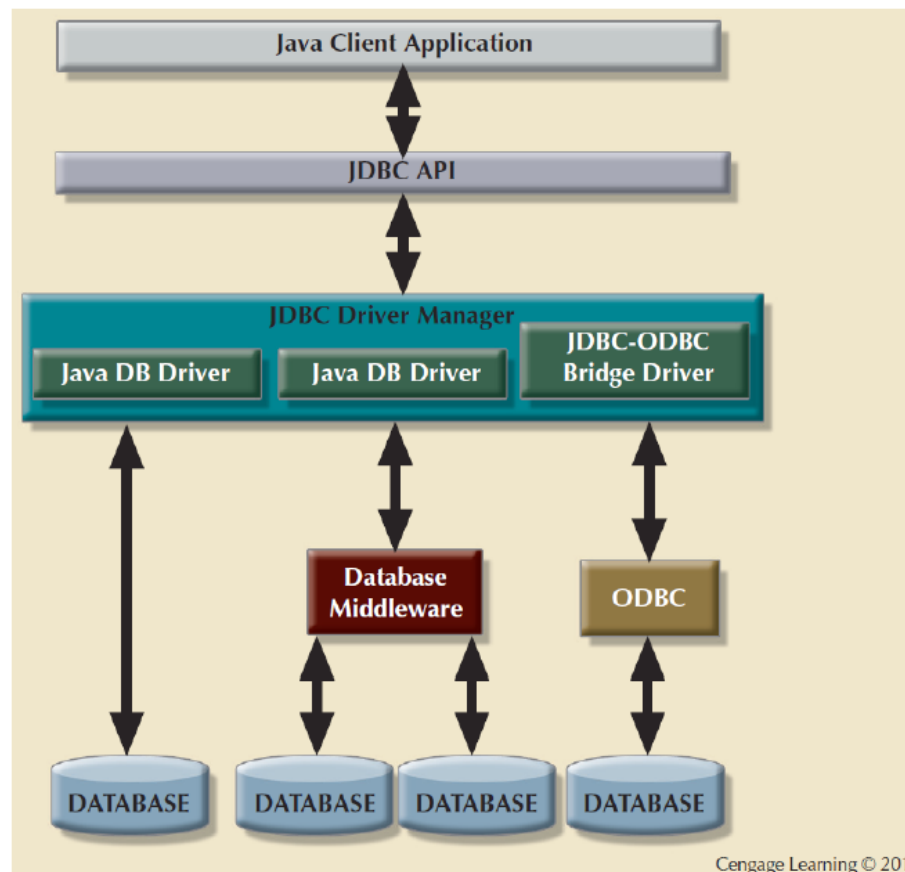 Java Client Application
JDBC API
JDBC Driver Manager
Java DB Driver
Java DB Driver
JDBC-ODBC
Bridge Driver
Database
Middleware
ODBC
DATABASE
DATABASE
DATABASE
DATABASE
Cengage Learning © 201